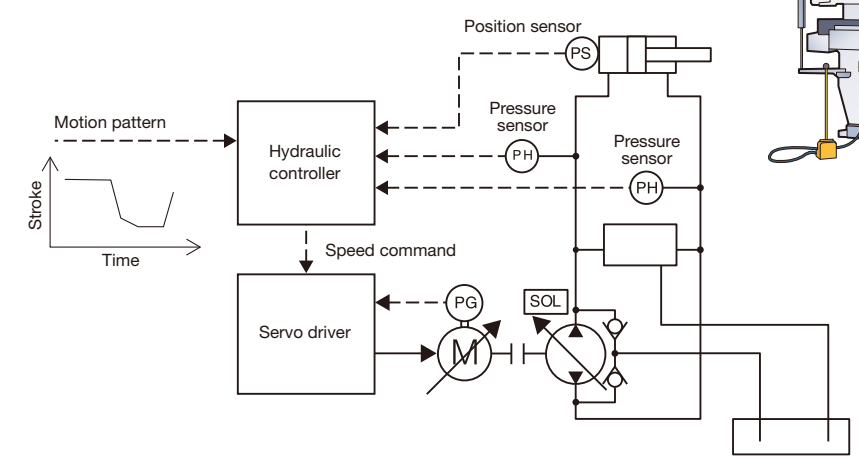 Position sensor
PS
Motion pattern
Pressure
sensor
PH
Hydraulic
controller
Pressure
sensor
PH
Stroke
Time
Speed command
PG
SOL
Servo driver
M